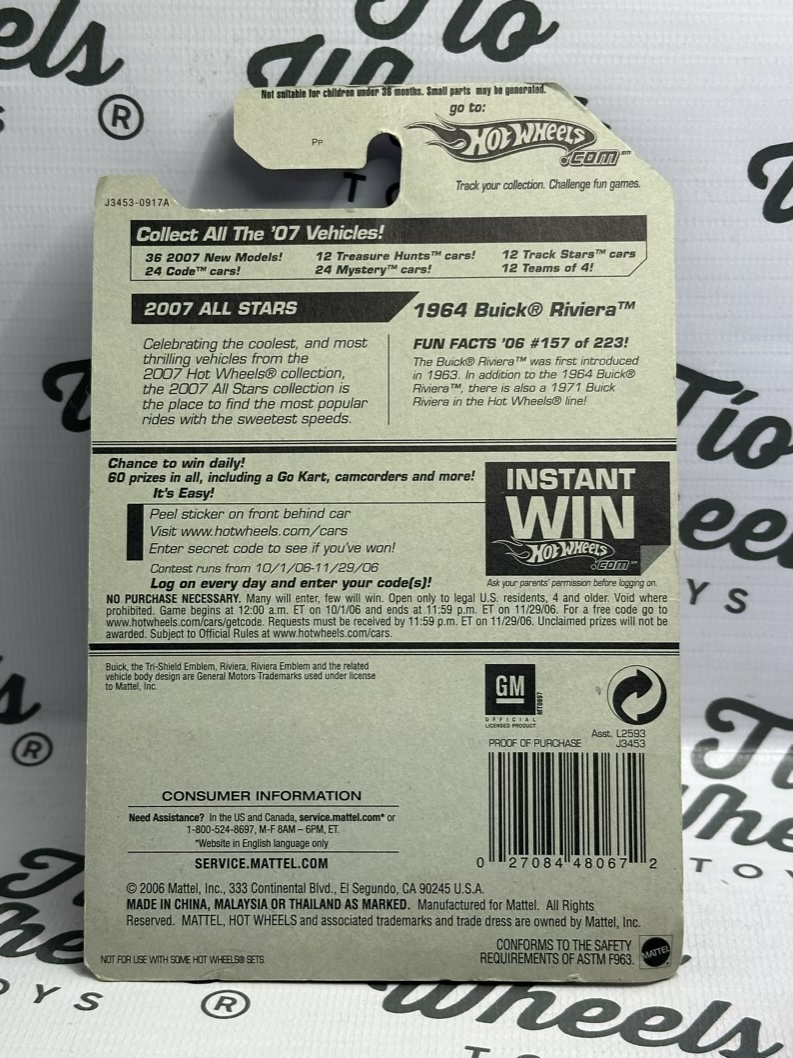 Not suitable for children under 36 months. Small parts may be generated.
go to:
HOT WHEELS
.COM℠
PP
Track your collection. Challenge fun games.
J3453-0917A
Collect All The '07 Vehicles!
36 2007 New Models! 12 Treasure Hunts™ cars! 12 Track Stars™ cars
24 Code™ cars! 24 Mystery™ cars! 12 Teams of 4!
2007 ALL STARS
Celebrating the coolest, and most
thrilling vehicles from the
2007 Hot Wheels® collection,
the 2007 All Stars collection is
the place to find the most popular
rides with the sweetest speeds.
1964 Buick® Riviera™
FUN FACTS '06 #157 of 223!
The Buick® Riviera™ was first introduced
in 1963. In addition to the 1964 Buick®
Riviera™, there is also a 1971 Buick
Riviera in the Hot Wheels® line!
Chance to win daily!
60 prizes in all, including a Go Kart, camcorders and more!
It's Easy!
Peel sticker on front behind car
Visit www.hotwheels.com/cars
Enter secret code to see if you've won!
Contest runs from 10/1/06-11/29/06
Log on every day and enter your code(s)!
INSTANT
WIN
HOT WHEELS
.COM
Ask your parents' permission before logging on.
NO PURCHASE NECESSARY. Many will enter, few will win. Open only to legal U.S. residents, 4 and older. Void where
prohibited. Game begins at 12:00 a.m. ET on 10/1/06 and ends at 11:59 p.m. ET on 11/29/06. For a free code go to
www.hotwheels.com/cars/getcode. Requests must be received by 11:59 p.m. ET on 11/29/06. Unclaimed prizes will not be
awarded. Subject to Official Rules at www.hotwheels.com/cars.
Buick, the Tri-Shield Emblem, Riviera, Riviera Emblem and the related
vehicle body design are General Motors Trademarks used under license
to Mattel, Inc.
GM
OFFICIAL
LICENSED PRODUCT
MT0897
Asst. L2593
PROOF OF PURCHASE J3453
0 27084 48067 2
CONSUMER INFORMATION
Need Assistance? In the US and Canada, service.mattel.com* or
1-800-524-8697, M-F 8AM – 6PM, ET.
*Website in English language only
SERVICE.MATTEL.COM
© 2006 Mattel, Inc., 333 Continental Blvd., El Segundo, CA 90245 U.S.A.
MADE IN CHINA, MALAYSIA OR THAILAND AS MARKED. Manufactured for Mattel. All Rights
Reserved. MATTEL, HOT WHEELS and associated trademarks and trade dress are owned by Mattel, Inc.
NOT FOR USE WITH SOME HOT WHEELS® SETS.
CONFORMS TO THE SAFETY
REQUIREMENTS OF ASTM F963.
MATTEL
Tio
Wheels
TOYS
®